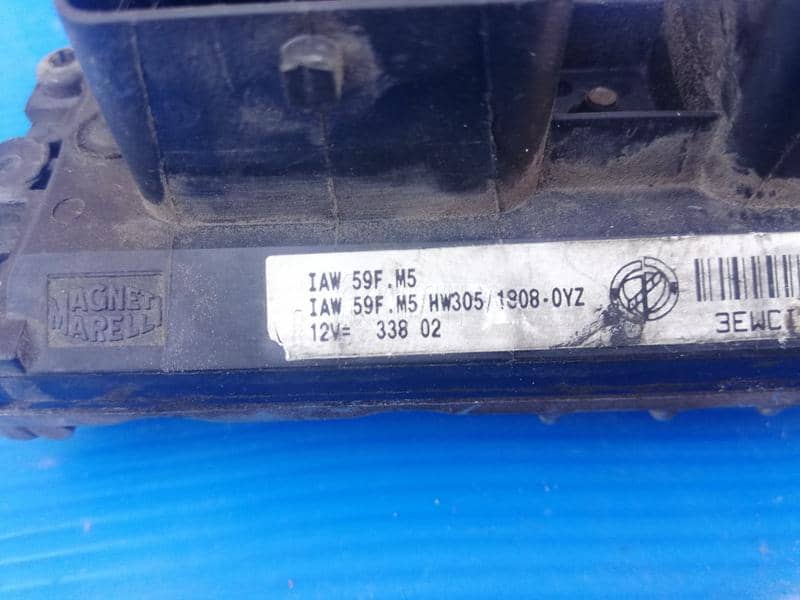 MAGNETI
MARELLI
IAW 59F.M5
IAW 59F.M5/HW305/1908-0YZ
12V= 338 02
3EWC